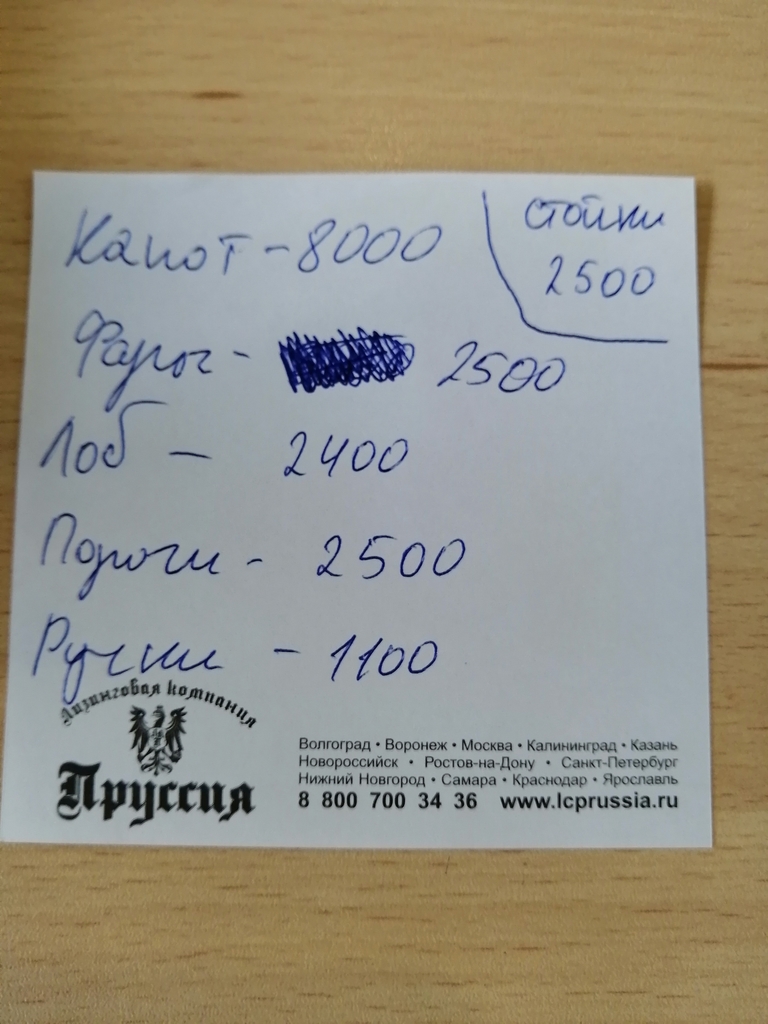 Капот - 8000
стойки
2500
Фары - 2500
Лоб - 2400
Пороги - 2500
Ручки - 1100
Лизинговая компания
Пруссия
Волгоград • Воронеж • Москва • Калининград • Казань
Новороссийск • Ростов-на-Дону • Санкт-Петербург
Нижний Новгород • Самара • Краснодар • Ярославль
8 800 700 34 36 www.lcprussia.ru